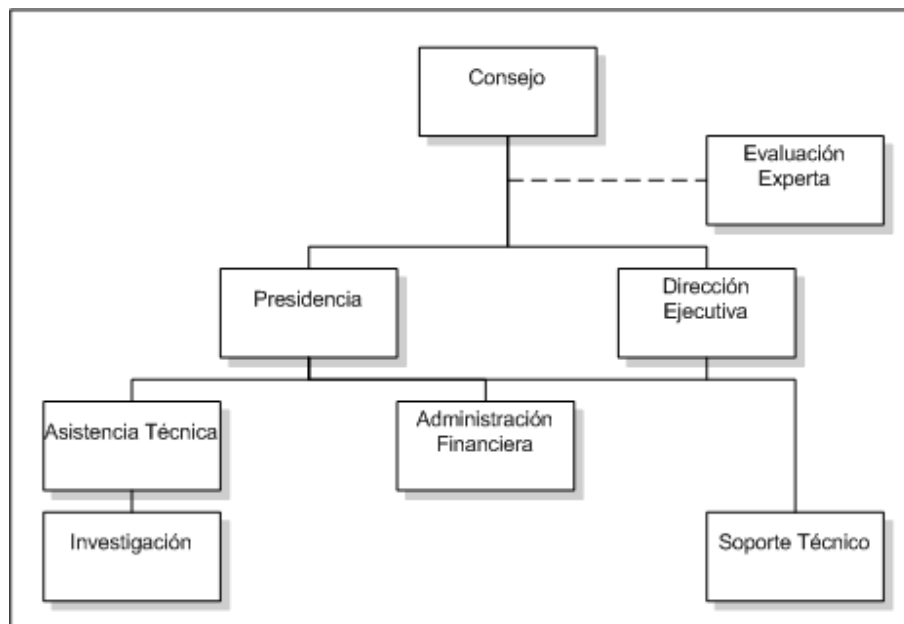 Consejo
Evaluación
Experta
Presidencia
Dirección
Ejecutiva
Asistencia Técnica
Administración
Financiera
Investigación
Soporte Técnico